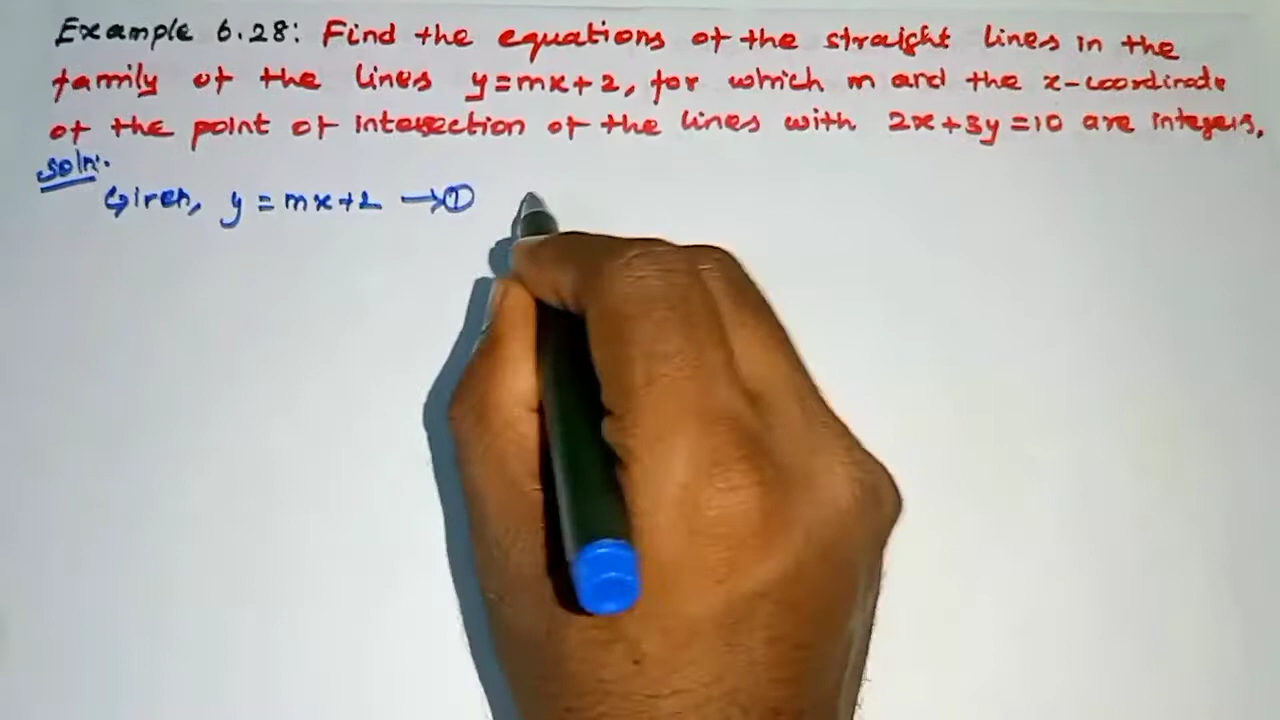 Example 6.28: Find the equations of the straight lines in the
family of the lines y=mx+2, for which m and the x-coordinate
of the point of intersection of the lines with 2x+3y=10 are integers.
Soln:
Given, y=mx+2 →①